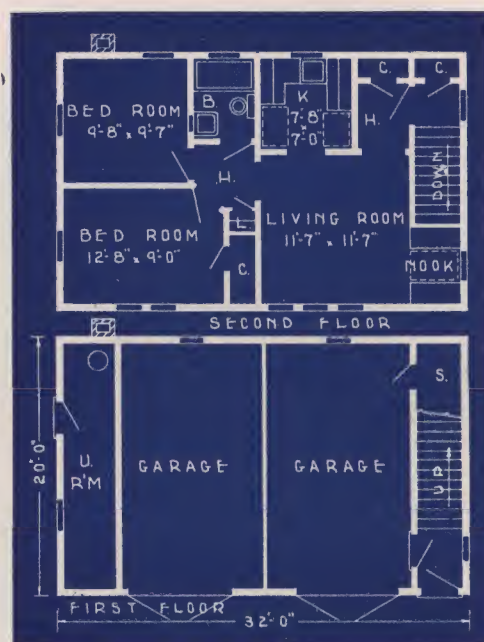 C. C.
B.
K
7'-8"
x
7'-0"
BED ROOM
9'-8" x 9'-7"
H.
H.
DOWN
L.
LIVING ROOM
11'-7" x 11'-7"
BED ROOM
12'-8" x 9'-0"
C.
NOOK
SECOND FLOOR
S.
20'-0"
U.
R'M
GARAGE
GARAGE
UP
FIRST FLOOR
32'-0"